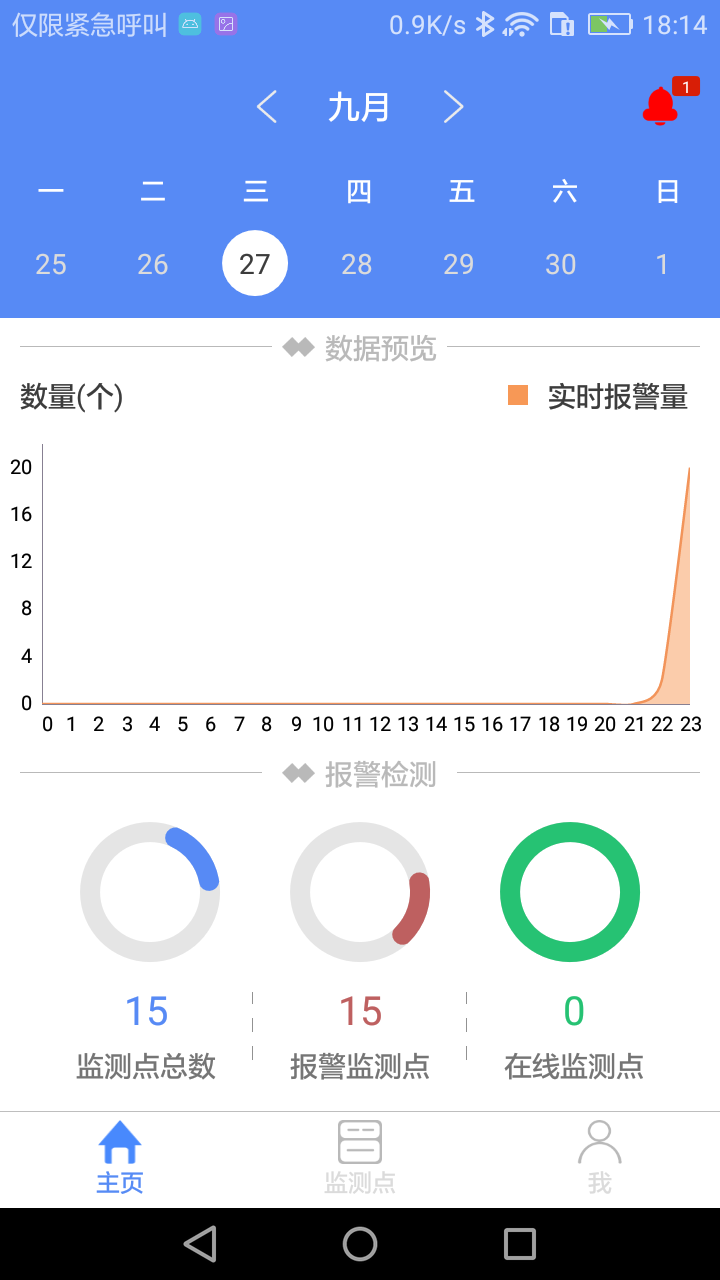 仅限紧急呼叫 0.9K/s 18:14
九月 1
一 二 三 四 五 六 日
25 26 27 28 29 30 1
数据预览
数量(个) 实时报警量
20
16
12
8
4
0
0 1 2 3 4 5 6 7 8 9 10 11 12 13 14 15 16 17 18 19 20 21 22 23
报警检测
15 15 0
监测点总数 报警监测点 在线监测点
主页 监测点 我